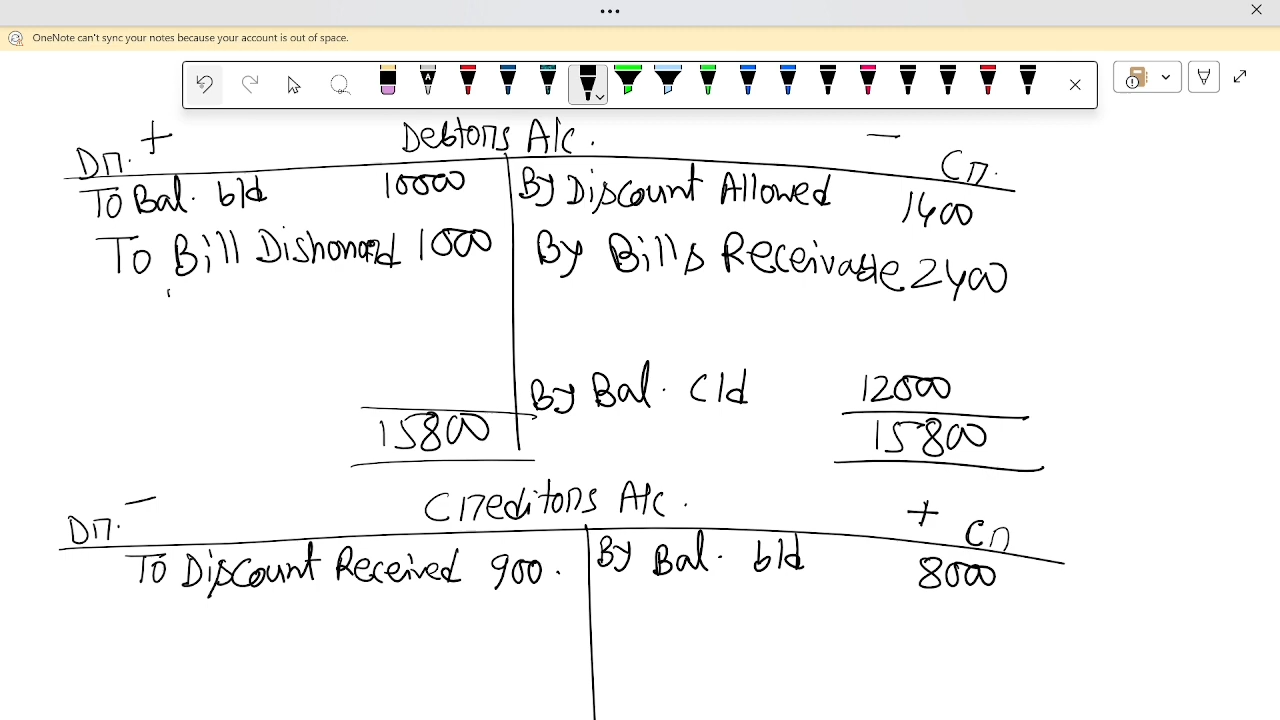 OneNote can't sync your notes because your account is out of space.
Debtors A/c.
Dr. + − Cr.
To Bal. b/d 10000 By Discount Allowed 1400
To Bill Dishonored 1000 By Bills Receivable 2400
By Bal. c/d 12000
15800 15800
Creditors A/c.
Dr. − + Cr
To Discount Received 900. By Bal. b/d 8000